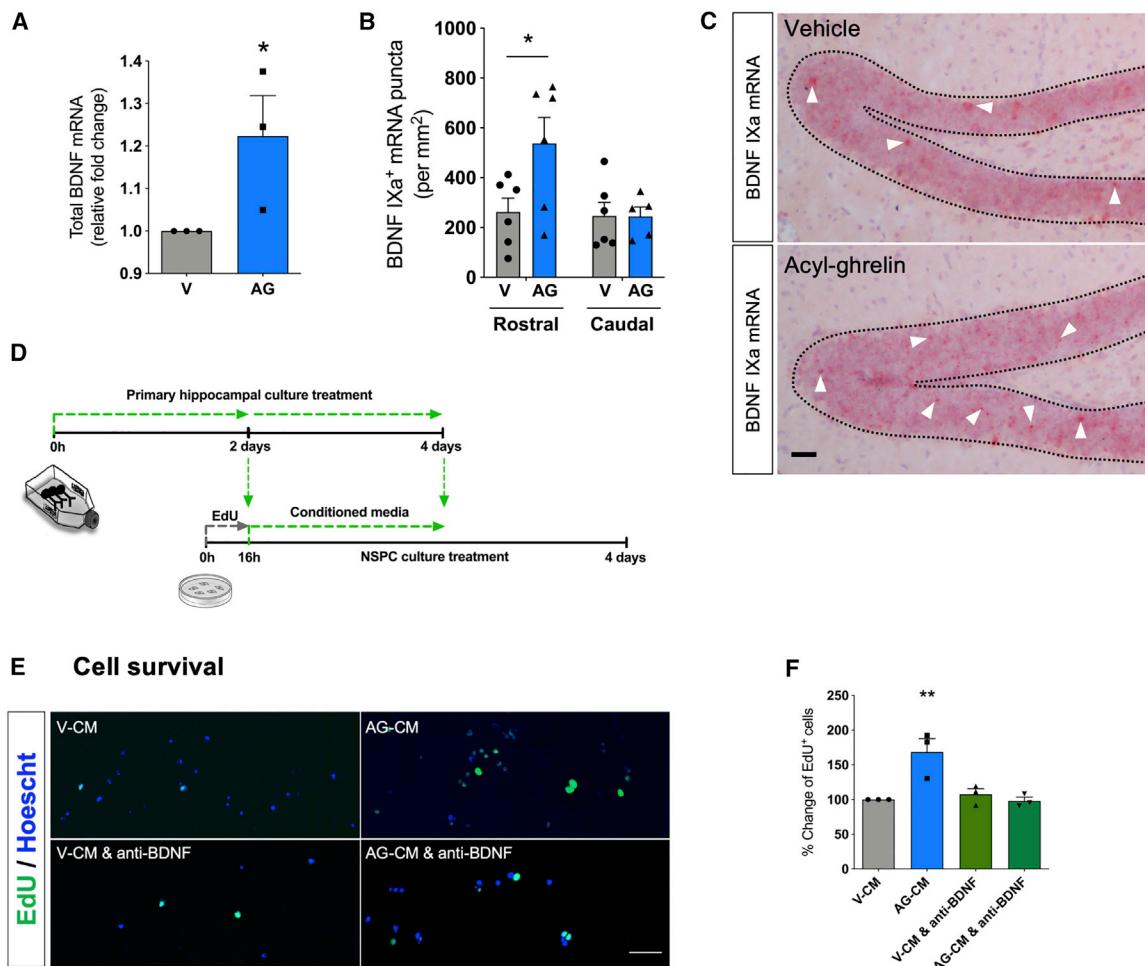 A
Total BDNF mRNA
(relative fold change)
1.4
1.3
1.2
1.1
1.0
0.9
*
V
AG
B
BDNF IXa+ mRNA puncta
(per mm2)
1000
800
600
400
200
0
*
V
AG
V
AG
Rostral
Caudal
C
BDNF IXa mRNA
Vehicle
BDNF IXa mRNA
Acyl-ghrelin
D
Primary hippocampal culture treatment
0h
2 days
4 days
EdU
Conditioned media
0h
16h
NSPC culture treatment
4 days
E
Cell survival
EdU / Hoescht
V-CM
AG-CM
V-CM & anti-BDNF
AG-CM & anti-BDNF
F
% Change of EdU+ cells
250
200
150
100
50
0
**
V-CM
AG-CM
V-CM & anti-BDNF
AG-CM & anti-BDNF